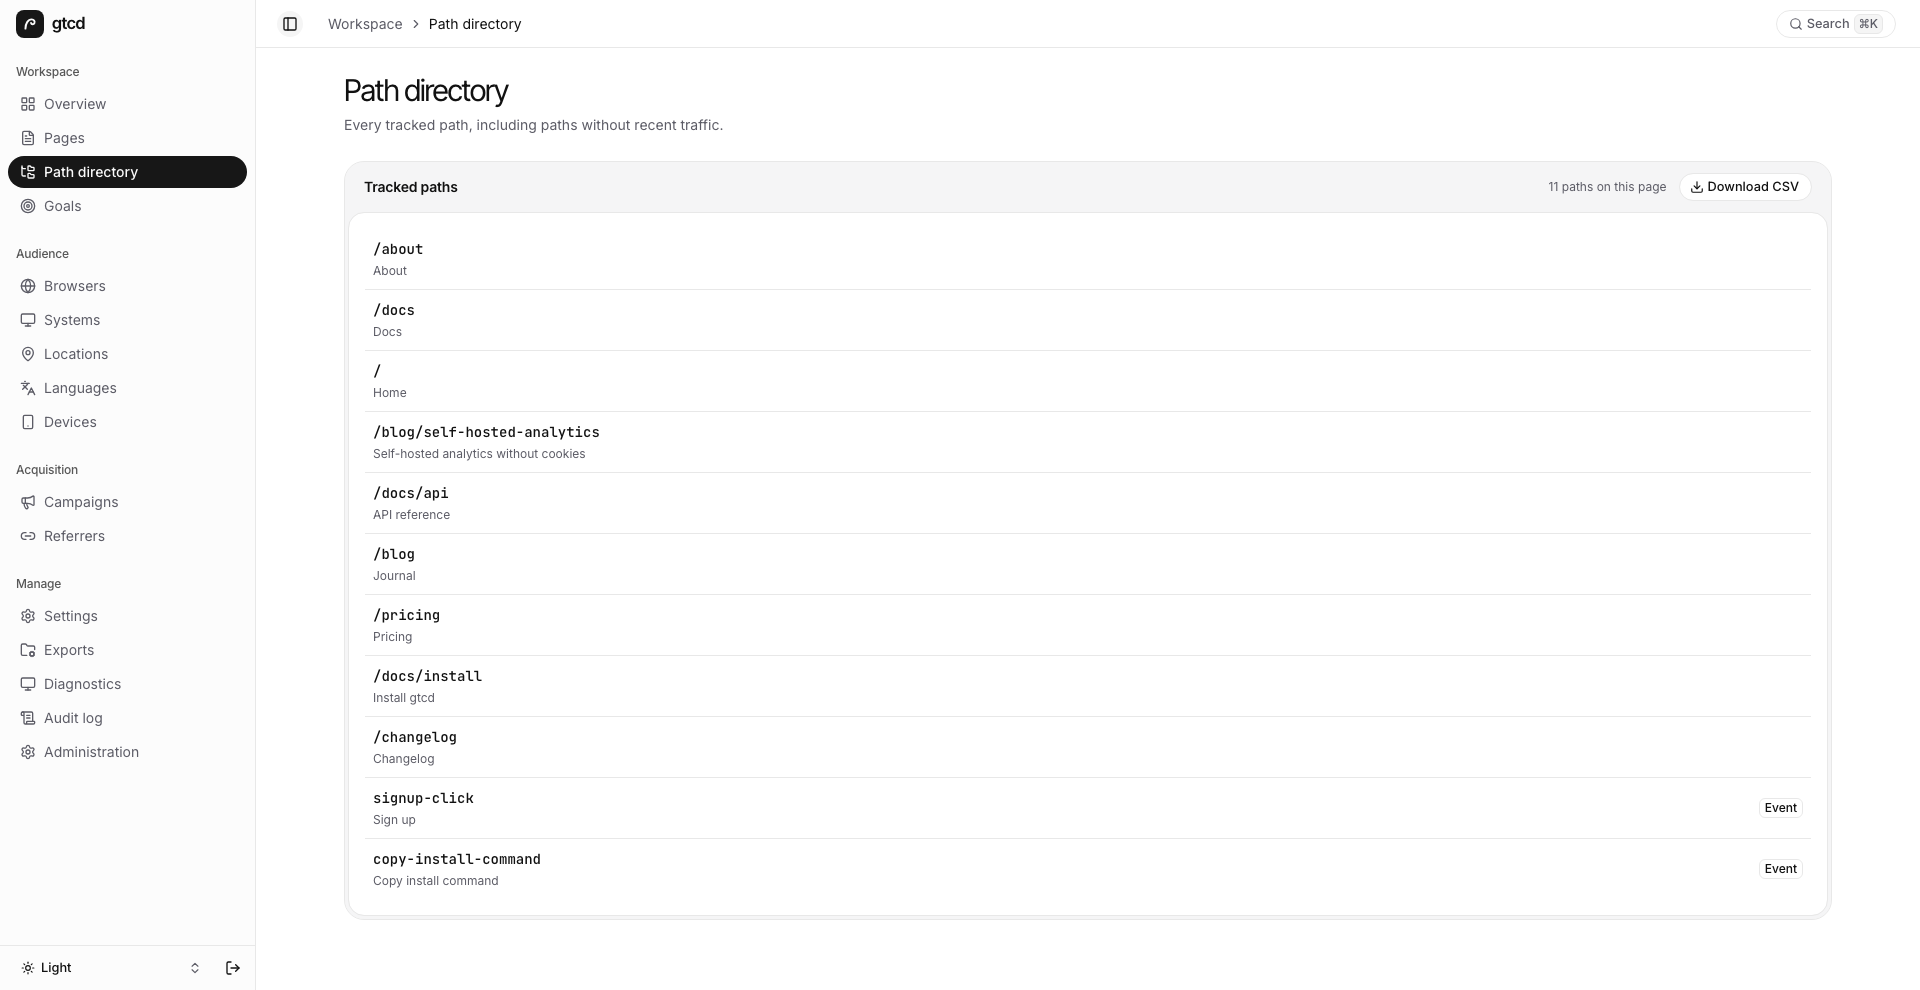 gtcd
Workspace
Overview
Pages
Path directory
Goals
Audience
Browsers
Systems
Locations
Languages
Devices
Acquisition
Campaigns
Referrers
Manage
Settings
Exports
Diagnostics
Audit log
Administration
Light
Workspace > Path directory
Search ⌘K
Path directory
Every tracked path, including paths without recent traffic.
Tracked paths
11 paths on this page
Download CSV
/about
About
/docs
Docs
/
Home
/blog/self-hosted-analytics
Self-hosted analytics without cookies
/docs/api
API reference
/blog
Journal
/pricing
Pricing
/docs/install
Install gtcd
/changelog
Changelog
signup-click
Sign up
Event
copy-install-command
Copy install command
Event